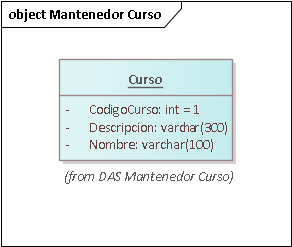 object Mantenedor Curso
Curso
- CodigoCurso: int = 1
- Descripcion: varchar(300)
- Nombre: varchar(100)
(from DAS Mantenedor Curso)